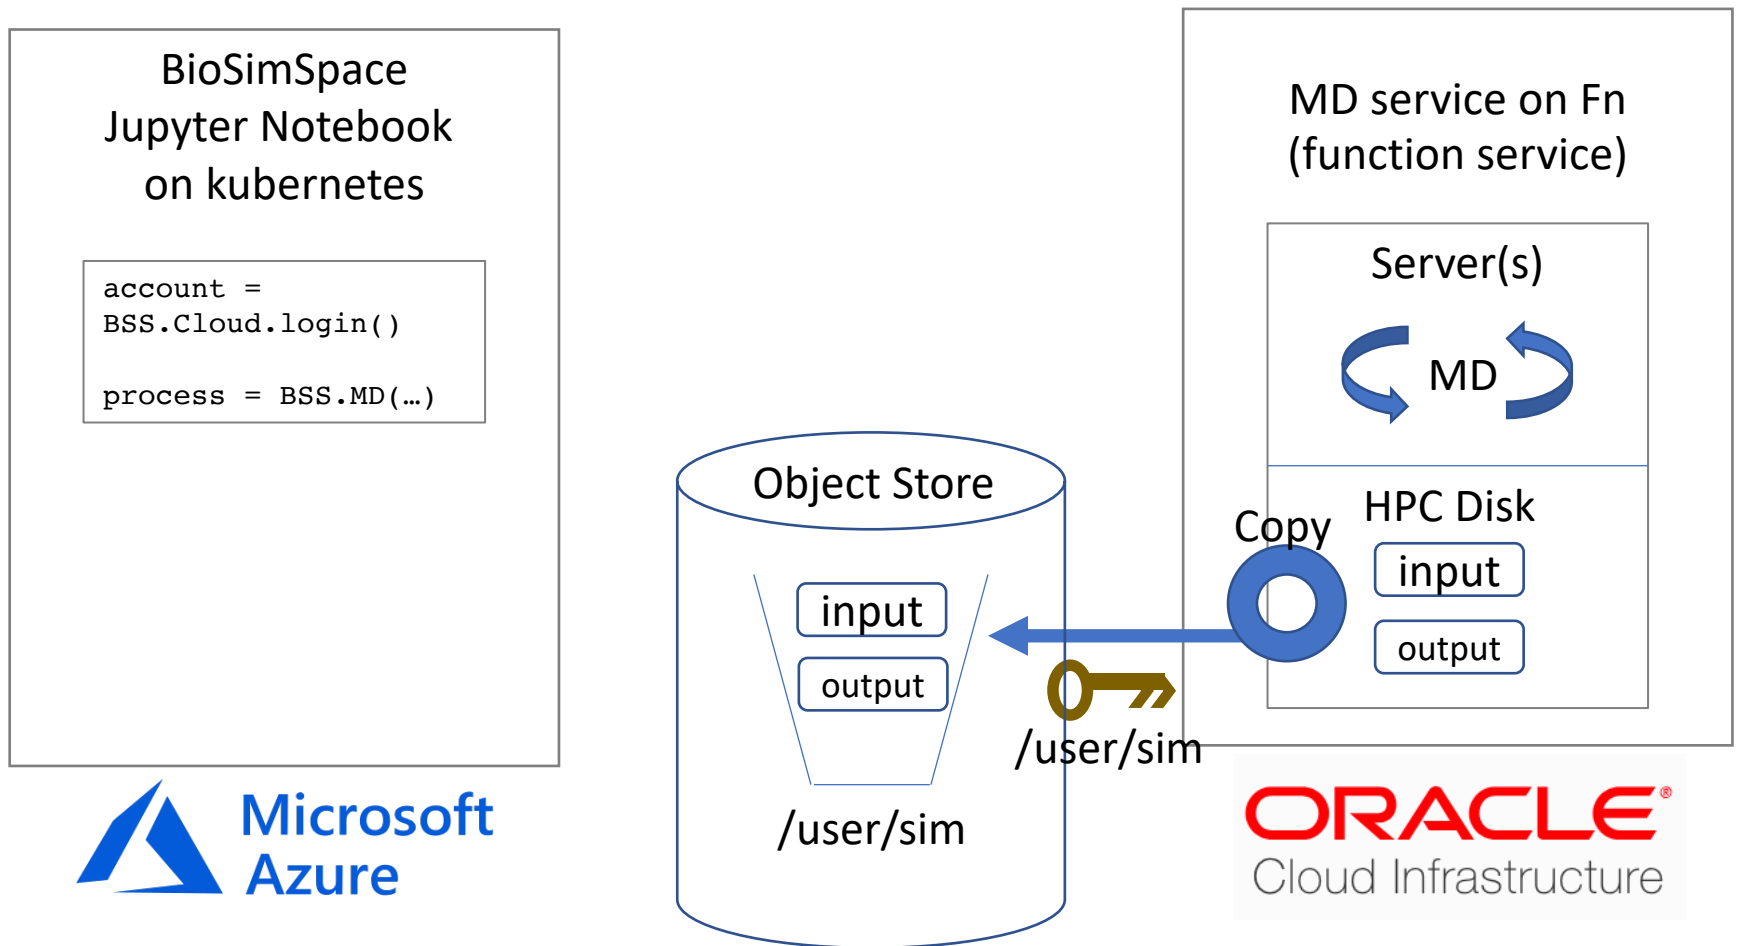 BioSimSpace
Jupyter Notebook
on kubernetes
account =
BSS.Cloud.login()
process = BSS.MD(…)
Microsoft
Azure
Object Store
input
output
/user/sim
/user/sim
MD service on Fn
(function service)
Server(s)
MD
HPC Disk
Copy
input
output
ORACLE®
Cloud Infrastructure